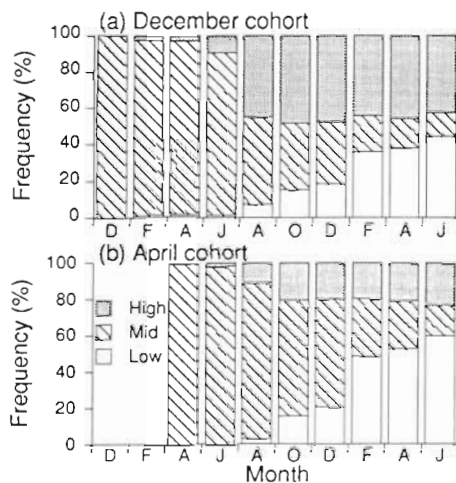 (a) December cohort
Frequency (%)
100
80
60
40
20
0
D F A J A O D F A J
(b) April cohort
Frequency (%)
100
80
60
40
20
0
High
Mid
Low
D F A J A O D F A J
Month